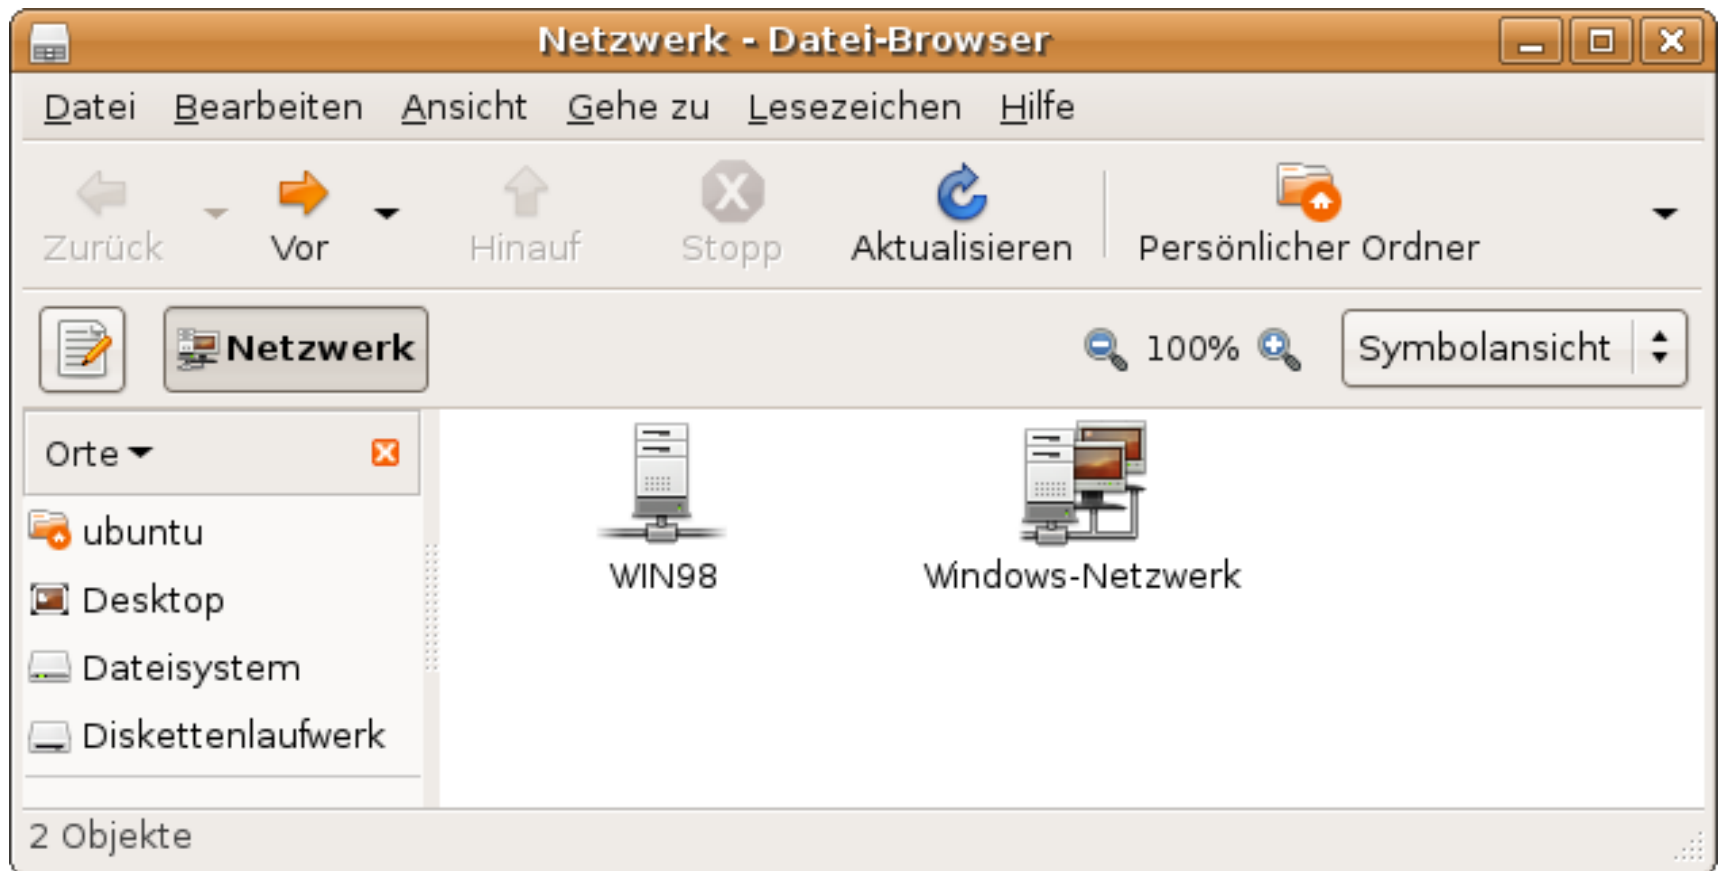 Netzwerk - Datei-Browser
Datei Bearbeiten Ansicht Gehe zu Lesezeichen Hilfe
Zurück Vor Hinauf Stopp Aktualisieren Persönlicher Ordner
Netzwerk 100% Symbolansicht
Orte
ubuntu
Desktop
Dateisystem
Diskettenlaufwerk
WIN98 Windows-Netzwerk
2 Objekte